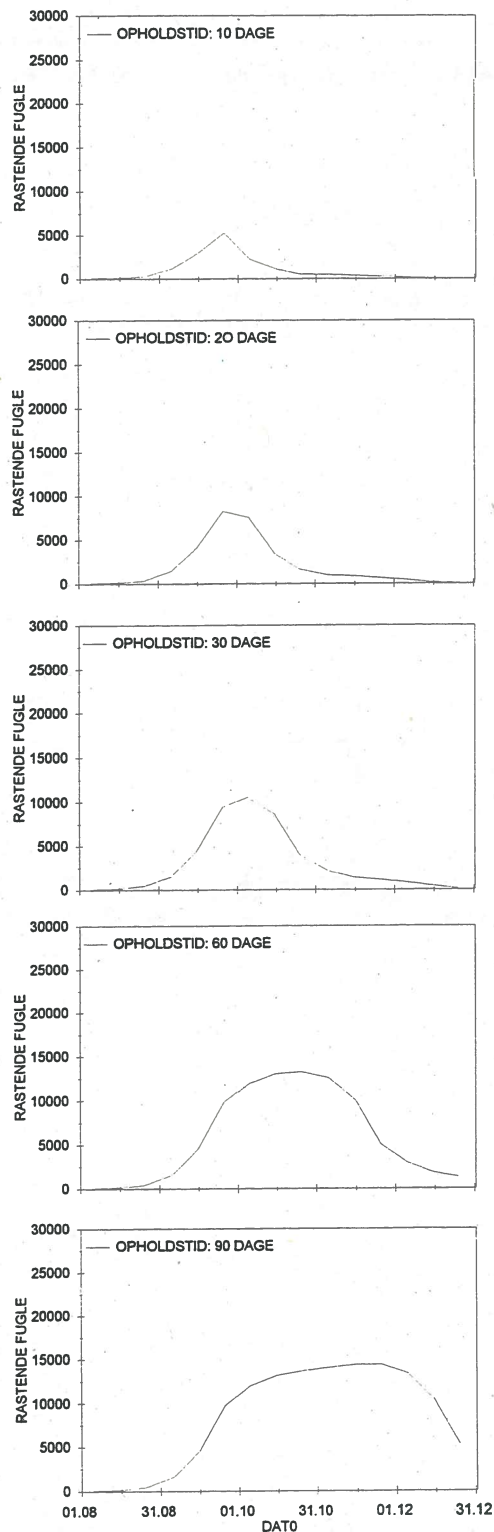 OPHOLDSTID: 10 DAGE
30000
25000
20000
15000
10000
5000
0
RASTENDE FUGLE
OPHOLDSTID: 2O DAGE
30000
25000
20000
15000
10000
5000
0
RASTENDE FUGLE
OPHOLDSTID: 30 DAGE
30000
25000
20000
15000
10000
5000
0
RASTENDE FUGLE
OPHOLDSTID: 60 DAGE
30000
25000
20000
15000
10000
5000
0
RASTENDE FUGLE
OPHOLDSTID: 90 DAGE
30000
25000
20000
15000
10000
5000
0
RASTENDE FUGLE
01.08 31.08 01.10 31.10 01.12 31.12
DAT0